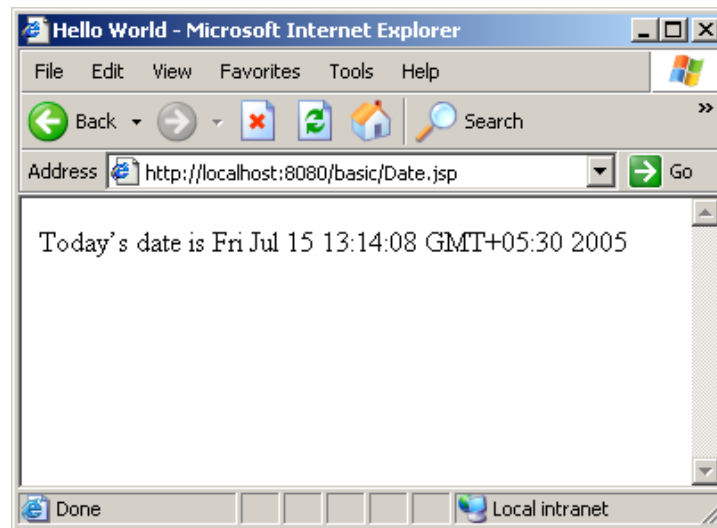 Hello World - Microsoft Internet Explorer
File Edit View Favorites Tools Help
Back Search »
Address http://localhost:8080/basic/Date.jsp Go
Today's date is Fri Jul 15 13:14:08 GMT+05:30 2005
Done Local intranet